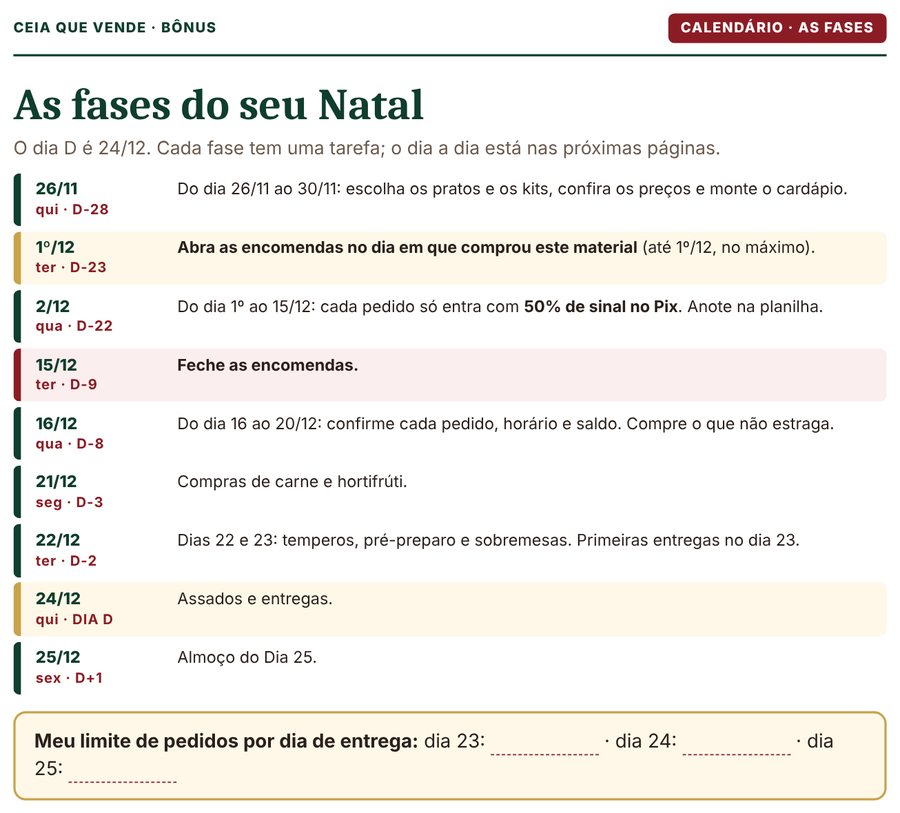 CEIA QUE VENDE · BÔNUS
CALENDÁRIO · AS FASES
As fases do seu Natal
O dia D é 24/12. Cada fase tem uma tarefa; o dia a dia está nas próximas páginas.
26/11
qui · D-28
Do dia 26/11 ao 30/11: escolha os pratos e os kits, confira os preços e monte o cardápio.
1º/12
ter · D-23
Abra as encomendas no dia em que comprou este material (até 1º/12, no máximo).
2/12
qua · D-22
Do dia 1º ao 15/12: cada pedido só entra com 50% de sinal no Pix. Anote na planilha.
15/12
ter · D-9
Feche as encomendas.
16/12
qua · D-8
Do dia 16 ao 20/12: confirme cada pedido, horário e saldo. Compre o que não estraga.
21/12
seg · D-3
Compras de carne e hortifrúti.
22/12
ter · D-2
Dias 22 e 23: temperos, pré-preparo e sobremesas. Primeiras entregas no dia 23.
24/12
qui · DIA D
Assados e entregas.
25/12
sex · D+1
Almoço do Dia 25.
Meu limite de pedidos por dia de entrega: dia 23: · dia 24: · dia
25: